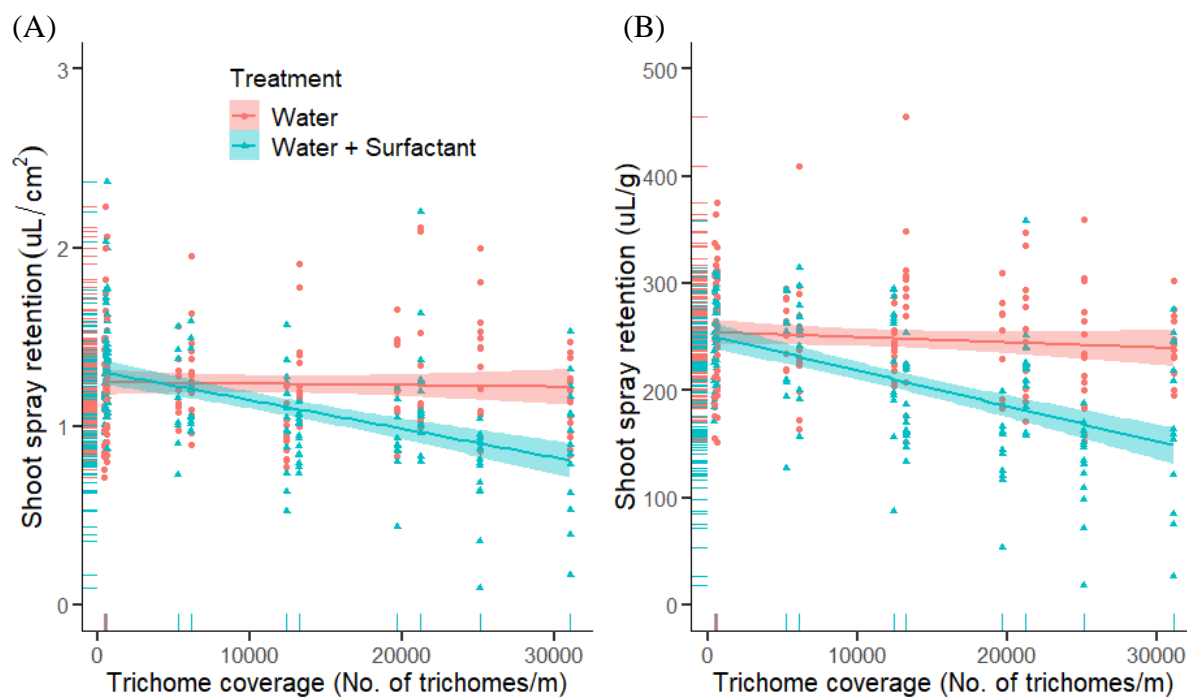 (A)
(B)
3
2
1
0
Shoot spray retention (uL/cm²)
Treatment
Water
Water + Surfactant
0
10000
20000
30000
Trichome coverage (No. of trichomes/m)
500
400
300
200
100
0
Shoot spray retention (uL/g)
0
10000
20000
30000
Trichome coverage (No. of trichomes/m)